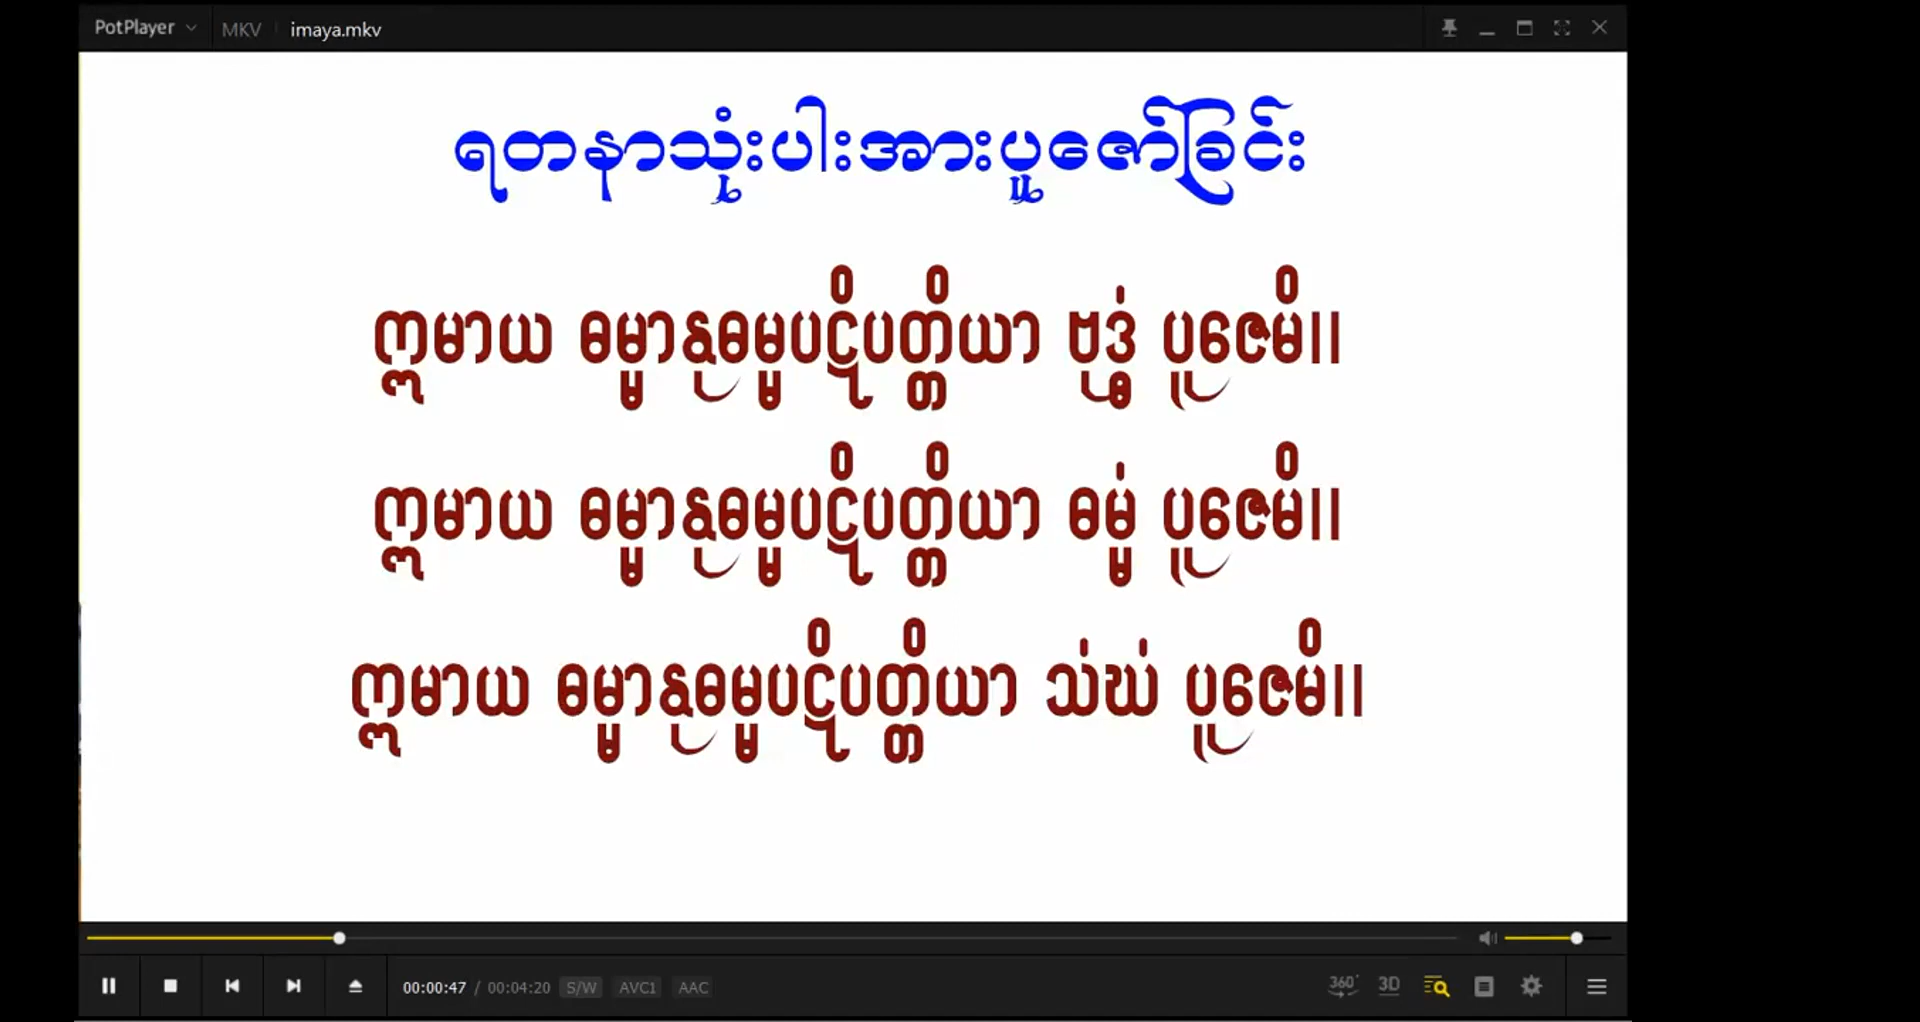 PotPlayer MKV imaya.mkv
ရတနာသုံးပါးအားပူဇော်ခြင်း
ဣမာယ ဓမ္မာနုဓမ္မပဋိပတ္တိယာ ဗုဒ္ဓံ ပူဇေမိ။
ဣမာယ ဓမ္မာနုဓမ္မပဋိပတ္တိယာ ဓမ္မံ ပူဇေမိ။
ဣမာယ ဓမ္မာနုဓမ္မပဋိပတ္တိယာ သံဃံ ပူဇေမိ။
00:00:47 / 00:04:20 S/W AVC1 AAC 360° 3D